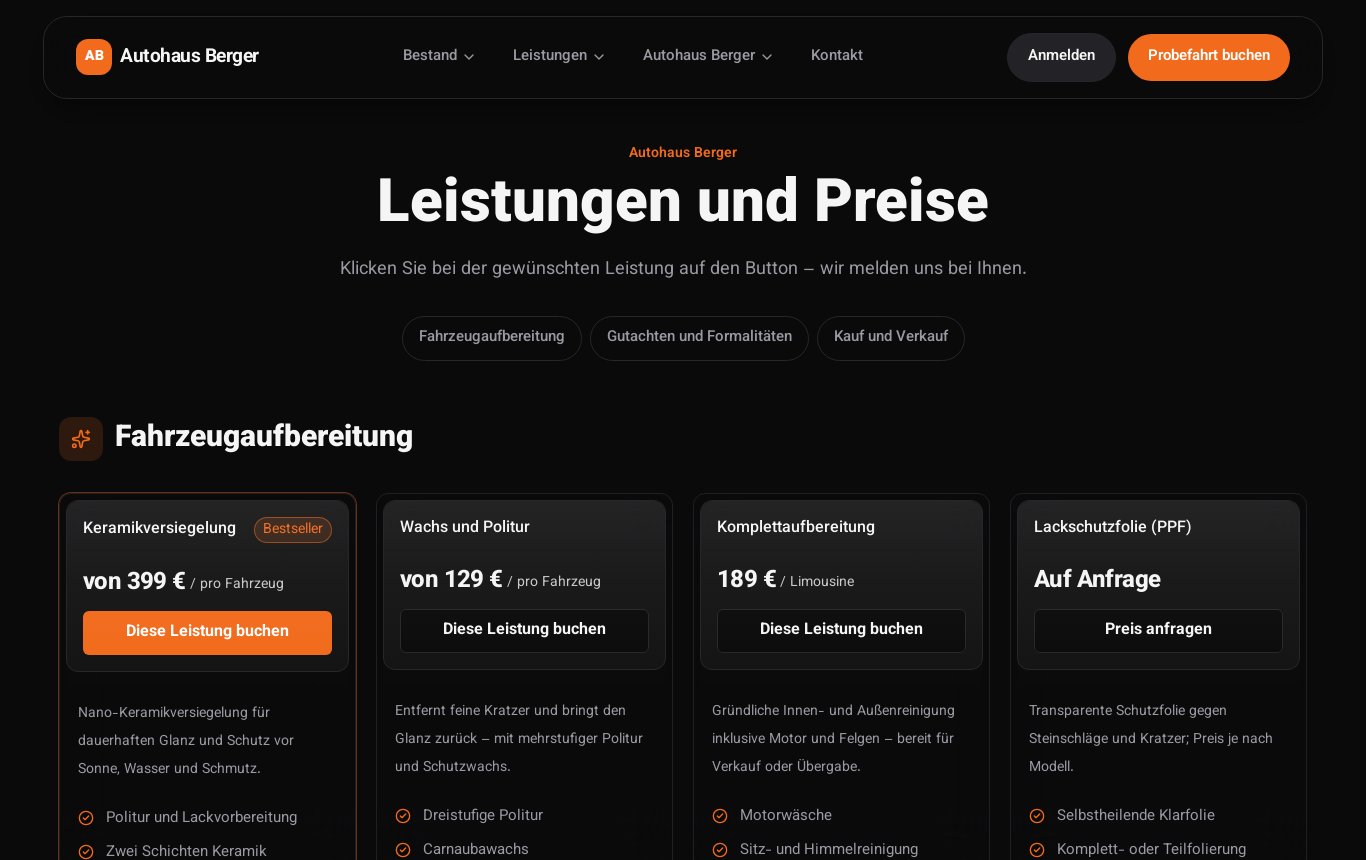 AB Autohaus Berger
Bestand
Leistungen
Autohaus Berger
Kontakt
Anmelden
Probefahrt buchen
Autohaus Berger
Leistungen und Preise
Klicken Sie bei der gewünschten Leistung auf den Button – wir melden uns bei Ihnen.
Fahrzeugaufbereitung
Gutachten und Formalitäten
Kauf und Verkauf
Fahrzeugaufbereitung
Keramikversiegelung
Bestseller
von 399 € / pro Fahrzeug
Diese Leistung buchen
Nano-Keramikversiegelung für
dauerhaften Glanz und Schutz vor
Sonne, Wasser und Schmutz.
Politur und Lackvorbereitung
Zwei Schichten Keramik
Wachs und Politur
von 129 € / pro Fahrzeug
Diese Leistung buchen
Entfernt feine Kratzer und bringt den
Glanz zurück – mit mehrstufiger Politur
und Schutzwachs.
Dreistufige Politur
Carnaubawachs
Komplettaufbereitung
189 € / Limousine
Diese Leistung buchen
Gründliche Innen- und Außenreinigung
inklusive Motor und Felgen – bereit für
Verkauf oder Übergabe.
Motorwäsche
Sitz- und Himmelreinigung
Lackschutzfolie (PPF)
Auf Anfrage
Preis anfragen
Transparente Schutzfolie gegen
Steinschläge und Kratzer; Preis je nach
Modell.
Selbstheilende Klarfolie
Komplett- oder Teilfolierung